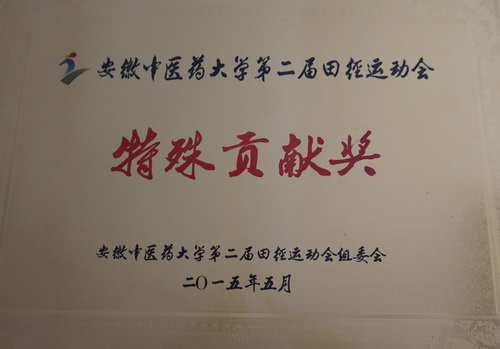 安徽中医药大学第二届田径运动会
特殊贡献奖
安徽中医药大学第二届田径运动会组委会
二〇一五年五月